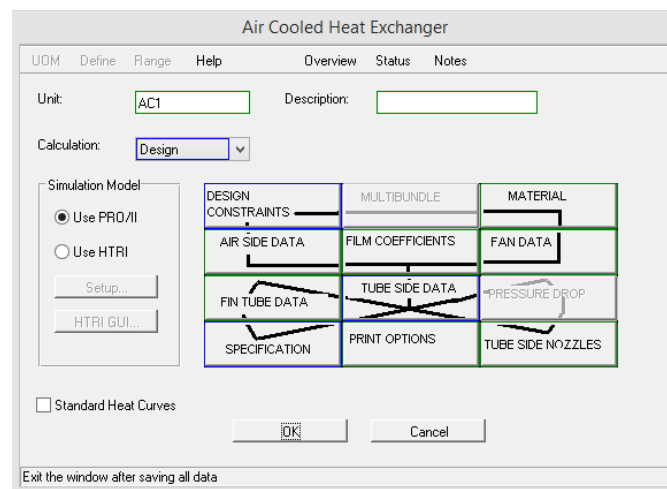 Air Cooled Heat Exchanger
UOM Define Range Help Overview Status Notes
Unit: AC1 Description:
Calculation: Design
Simulation Model
Use PRO/II
Use HTRI
Setup...
HTRI GUI...
DESIGN CONSTRAINTS
MULTIBUNDLE
MATERIAL
AIR SIDE DATA
FILM COEFFICIENTS
FAN DATA
FIN TUBE DATA
TUBE SIDE DATA
PRESSURE DROP
SPECIFICATION
PRINT OPTIONS
TUBE SIDE NOZZLES
Standard Heat Curves
OK Cancel
Exit the window after saving all data